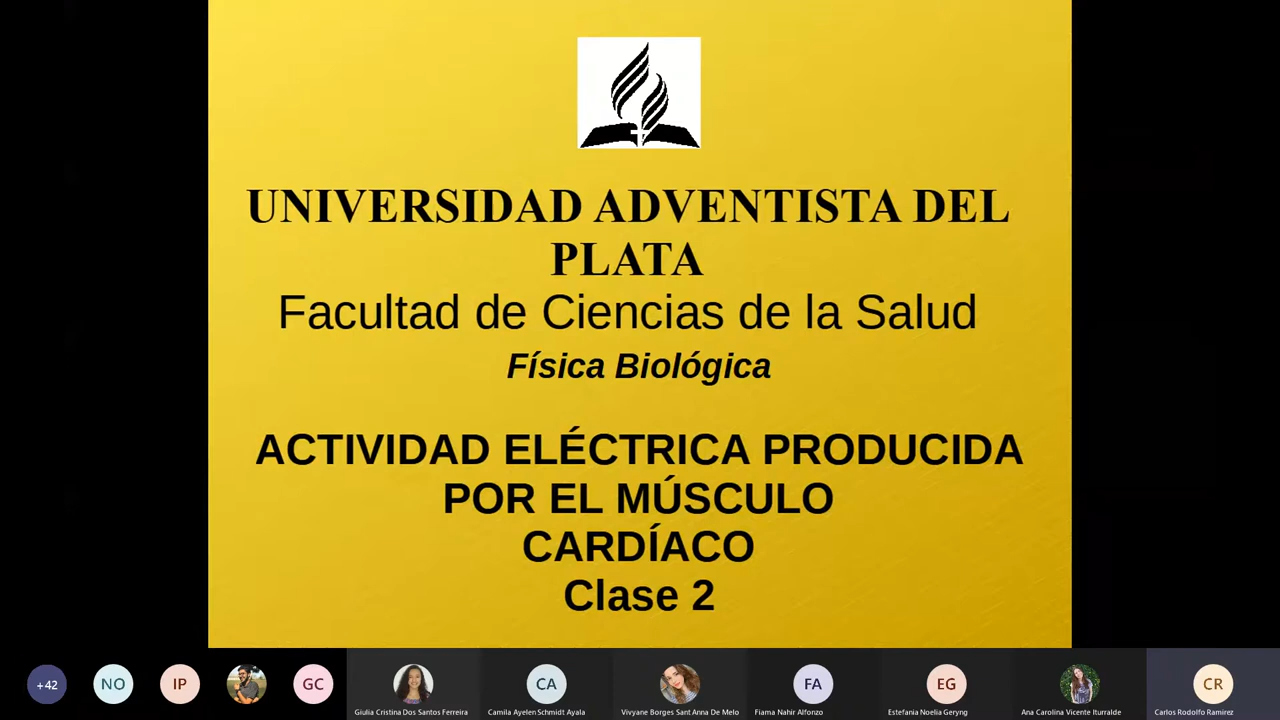 UNIVERSIDAD ADVENTISTA DEL
PLATA
Facultad de Ciencias de la Salud
Física Biológica
ACTIVIDAD ELÉCTRICA PRODUCIDA
POR EL MÚSCULO
CARDÍACO
Clase 2
+42
NO
IP
GC
CA
FA
EG
CR
Giulia Cristina Dos Santos Ferreira
Camila Ayelen Schmidt Ayala
Vivyane Borges Sant Anna De Melo
Fiama Nahir Alfonzo
Estefania Noelia Geryng
Ana Carolina Vicente Iturralde
Carlos Rodolfo Ramirez